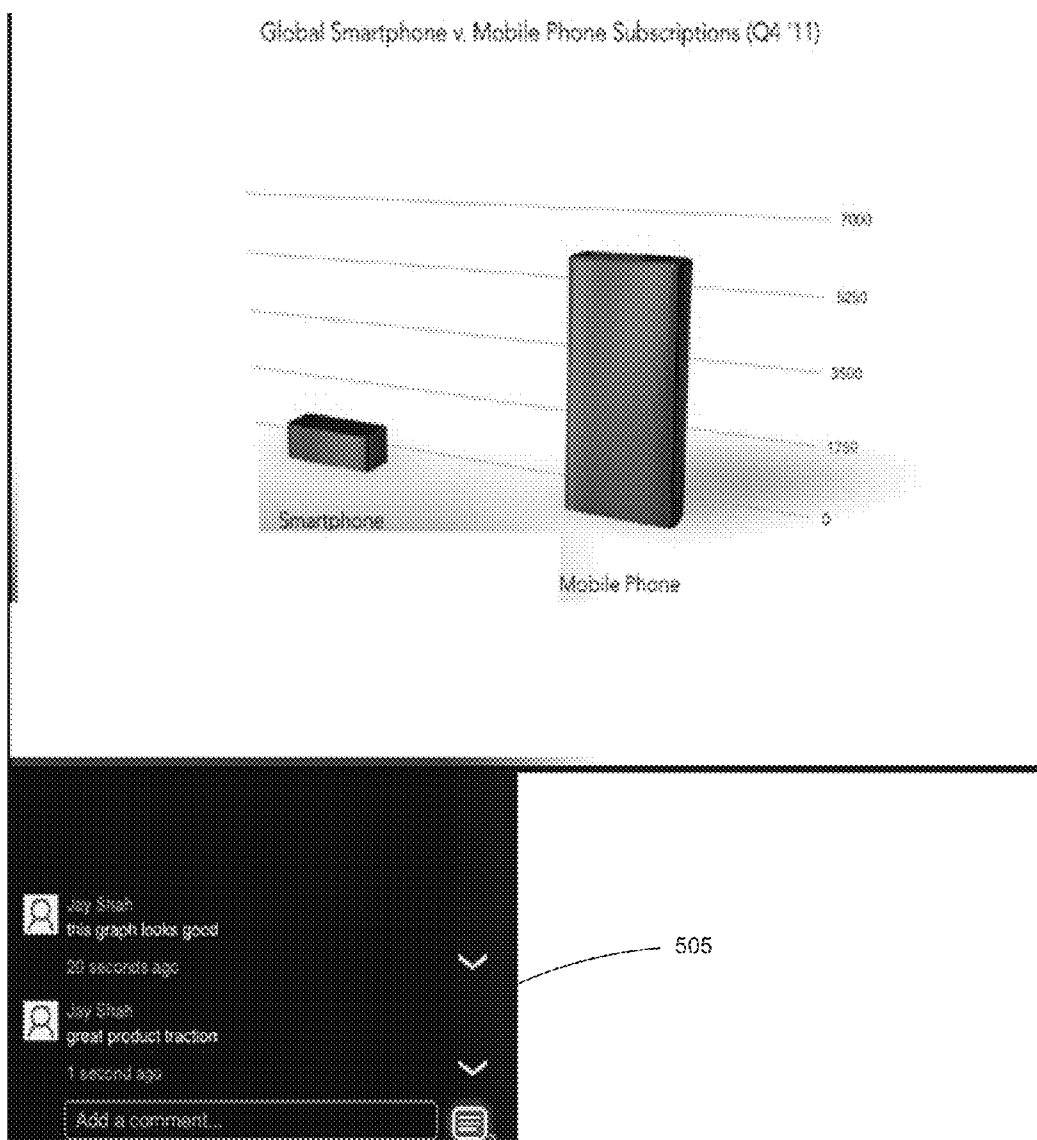 Global Smartphone v. Mobile Phone Subscriptions (Q4 '11)
7000
5250
3500
1750
0
Smartphone
Mobile Phone
Jay Shah
this graph looks good
20 seconds ago
505
Jay Shah
great product traction
1 second ago
Add a comment...